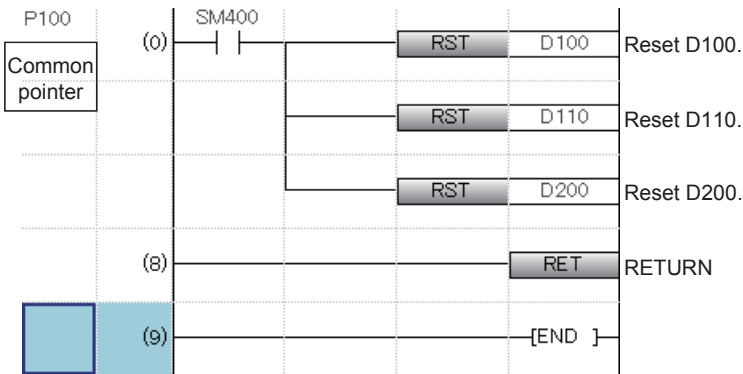 P100
SM400
(0)
RST D100
Reset D100.
Common
pointer
RST D110
Reset D110.
RST D200
Reset D200.
(8)
RET
RETURN
(9)
[END ]